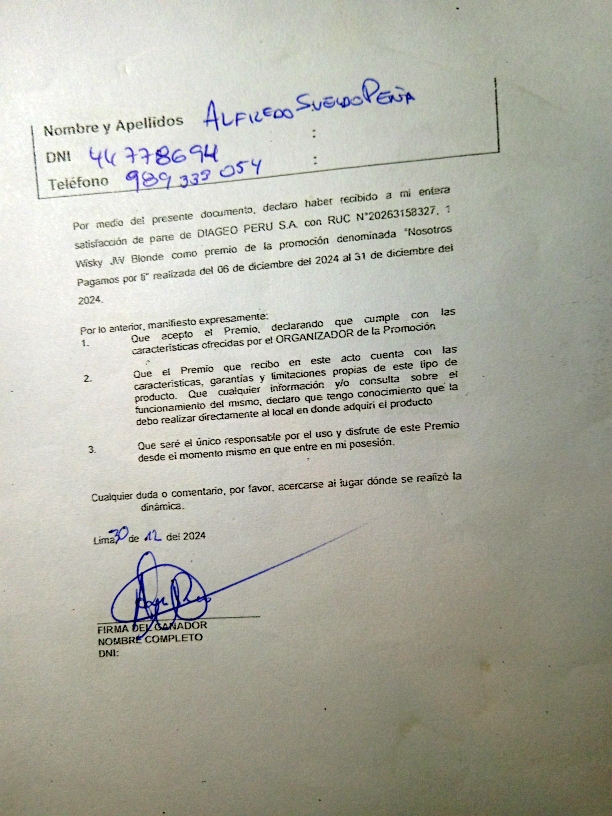 Nombre y Apellidos ALFREDO SUELDO PEÑA
:
DNI 44778694
:
Teléfono 989 333 054
Por medio del presente documento, declaro haber recibido a mi entera
satisfacción de parte de DIAGEO PERU S.A. con RUC N°20263158327, 1
Wisky JW Blonde como premio de la promoción denominada "Nosotros
Pagamos por ti" realizada del 06 de diciembre del 2024 al 31 de diciembre del
2024.
Por lo anterior, manifiesto expresamente:
1. Que acepto el Premio, declarando que cumple con las
características ofrecidas por el ORGANIZADOR de la Promoción
2. Que el Premio que recibo en este acto cuenta con las
características, garantías y limitaciones propias de este tipo de
producto. Que cualquier información y/o consulta sobre el
funcionamiento del mismo, declaro que tengo conocimiento que la
debo realizar directamente al local en donde adquirí el producto
3. Que seré el único responsable por el uso y disfrute de este Premio
desde el momento mismo en que entre en mi posesión.
Cualquier duda o comentario, por favor, acercarse al lugar dónde se realizó la
dinámica.
Lima, 30 de 12 del 2024
FIRMA DEL GANADOR
NOMBRE COMPLETO
DNI: